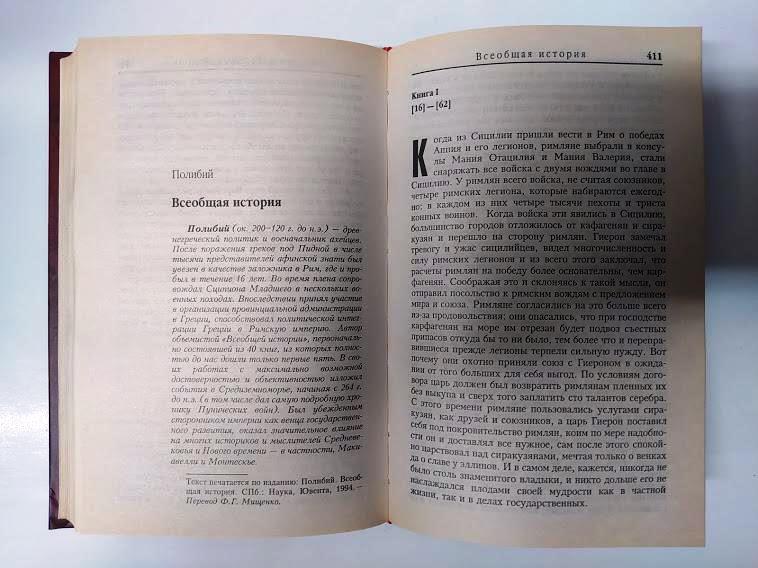 Полибий
Всеобщая история
Полибий (ок. 200–120 г. до н.э.) — древ-
негреческий политик и военачальник ахейцев.
После поражения греков под Пидной в числе
тысячи представителей афинской знати был
увезен в качестве заложника в Рим, где и про-
был в течение 16 лет. Во время плена сопро-
вождал Сципиона Младшего в нескольких во-
енных походах. Впоследствии принял участие
в организации провинциальной администрации
в Греции, способствовал политической интег-
рации Греции в Римскую империю. Автор
объемистой «Всеобщей истории», первоначаль-
но состоявшей из 40 книг, из которых полнос-
тью до нас дошли только первые пять. В сво-
их работах с максимально возможной
достоверностью и объективностью изложил
события в Средиземноморье, начиная с 264 г.
до н.э. (в том числе дал самую подробную хро-
нику Пунических войн). Был убежденным
сторонником империи как венца государствен-
ного развития, оказал значительное влияние
на многих историков и мыслителей Средневе-
ковья и Нового времени — в частности, Маки-
авелли и Монтескье.
Текст печатается по изданию: Полибий. Всеоб-
щая история. СПб.: Наука, Ювента, 1994. —
Перевод Ф.Г. Мищенко.
Всеобщая история 411
Книга I
[16] — [62]
Когда из Сицилии пришли вести в Рим о победах
Аппия и его легионов, римляне выбрали в консу-
лы Мания Отацилия и Мания Валерия, стали
снаряжать все войска с двумя вождями во главе в
Сицилию. У римлян всего войска, не считая союзников,
четыре римских легиона, которые набираются ежегод-
но: в каждом из них четыре тысячи пехоты и триста
конных воинов. Когда войска эти явились в Сицилию,
большинство городов отложилось от кафагенян и сира-
кузян и перешло на сторону римлян. Гиерон замечал
тревогу и ужас сицилийцев, видел многочисленность и
силу римских легионов и из всего этого заключал, что
расчеты римлян на победу более основательны, чем кар-
фагенян. Соображая это и склоняясь к такой мысли, он
отправил посольство к римским вождям с предложением
мира и союза. Римляне согласились на это больше всего
из-за продовольствия: они опасались, что при господстве
карфагенян на море им отрезан будет подвоз съестных
припасов откуда бы то ни было, тем более что и перепра-
вившиеся прежде легионы терпели сильную нужду. Вот
почему они охотно приняли союз с Гиероном в ожида-
нии от того больших для себя выгод. По условиям дого-
вора царь должен был возвратить римлянам пленных их
без выкупа и сверх того заплатить сто талантов серебра.
С этого времени римляне пользовались услугами сира-
кузян, как друзей и союзников, а царь Гиерон поставил
себя под покровительство римлян, коим по мере надобно-
сти он и доставлял все нужное, сам после этого спокой-
но царствовал над сиракузянами, мечтая только о венках
да о славе у эллинов. И в самом деле, кажется, никогда не
было столь знаменитого владыки, и никто дольше его не
наслаждался плодами своей мудрости как в частной
жизни, так и в делах государственных.